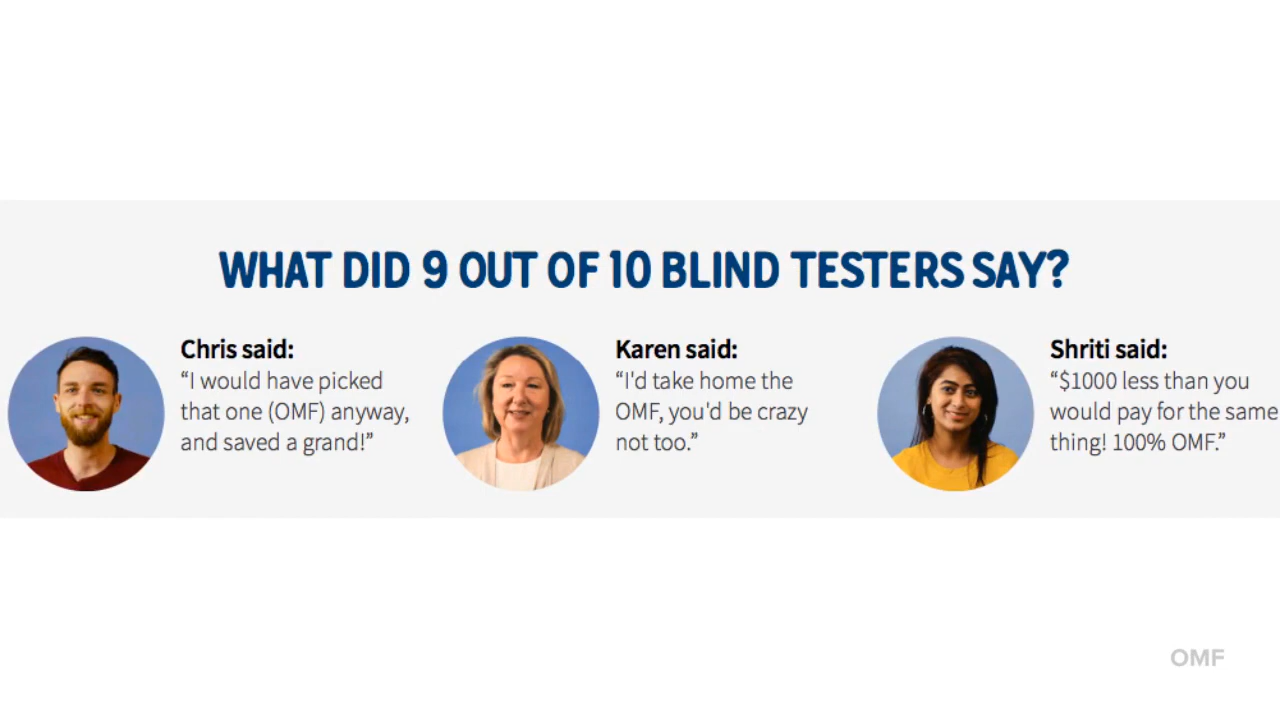 WHAT DID 9 OUT OF 10 BLIND TESTERS SAY?
Chris said:
“I would have picked
that one (OMF) anyway,
and saved a grand!”
Karen said:
“I'd take home the
OMF, you'd be crazy
not too.”
Shriti said:
“$1000 less than you
would pay for the same
thing! 100% OMF.”
OMF